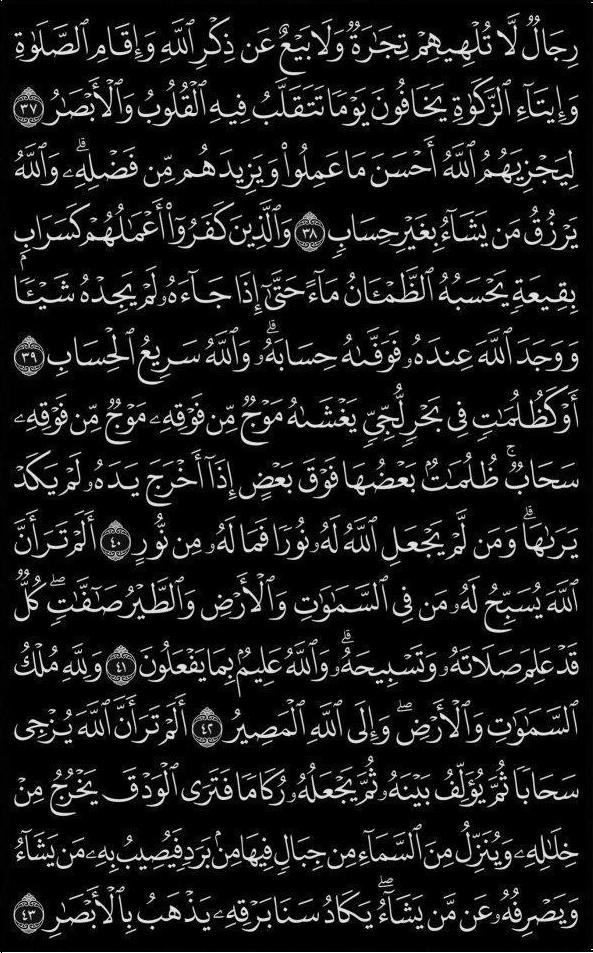 رِجَالٌ لَّا تُلْهِيهِمْ تِجَٰرَةٌ وَلَا بَيْعٌ عَن ذِكْرِ ٱللَّهِ وَإِقَامِ ٱلصَّلَوٰةِ
وَإِيتَآءِ ٱلزَّكَوٰةِ يَخَافُونَ يَوْمًا تَتَقَلَّبُ فِيهِ ٱلْقُلُوبُ وَٱلْأَبْصَٰرُ ٣٧
لِيَجْزِيَهُمُ ٱللَّهُ أَحْسَنَ مَا عَمِلُوا۟ وَيَزِيدَهُم مِّن فَضْلِهِۦ ۗ وَٱللَّهُ
يَرْزُقُ مَن يَشَآءُ بِغَيْرِ حِسَابٍ ٣٨ وَٱلَّذِينَ كَفَرُوٓا۟ أَعْمَٰلُهُمْ كَسَرَابٍۭ
بِقِيعَةٍ يَحْسَبُهُ ٱلظَّمْـَٔانُ مَآءً حَتَّىٰٓ إِذَا جَآءَهُۥ لَمْ يَجِدْهُ شَيْـًٔا
وَوَجَدَ ٱللَّهَ عِندَهُۥ فَوَفَّىٰهُ حِسَابَهُۥ ۗ وَٱللَّهُ سَرِيعُ ٱلْحِسَابِ ٣٩
أَوْ كَظُلُمَٰتٍ فِى بَحْرٍ لُّجِّىٍّ يَغْشَىٰهُ مَوْجٌ مِّن فَوْقِهِۦ مَوْجٌ مِّن فَوْقِهِۦ
سَحَابٌ ۚ ظُلُمَٰتٌۢ بَعْضُهَا فَوْقَ بَعْضٍ إِذَآ أَخْرَجَ يَدَهُۥ لَمْ يَكَدْ
يَرَىٰهَا ۗ وَمَن لَّمْ يَجْعَلِ ٱللَّهُ لَهُۥ نُورًا فَمَا لَهُۥ مِن نُّورٍ ٤٠ أَلَمْ تَرَ أَنَّ
ٱللَّهَ يُسَبِّحُ لَهُۥ مَن فِى ٱلسَّمَٰوَٰتِ وَٱلْأَرْضِ وَٱلطَّيْرُ صَٰٓفَّٰتٍ ۖ كُلٌّ
قَدْ عَلِمَ صَلَاتَهُۥ وَتَسْبِيحَهُۥ ۗ وَٱللَّهُ عَلِيمٌۢ بِمَا يَفْعَلُونَ ٤١ وَلِلَّهِ مُلْكُ
ٱلسَّمَٰوَٰتِ وَٱلْأَرْضِ ۖ وَإِلَى ٱللَّهِ ٱلْمَصِيرُ ٤٢ أَلَمْ تَرَ أَنَّ ٱللَّهَ يُزْجِى
سَحَابًا ثُمَّ يُؤَلِّفُ بَيْنَهُۥ ثُمَّ يَجْعَلُهُۥ رُكَامًا فَتَرَى ٱلْوَدْقَ يَخْرُجُ مِنْ
خِلَٰلِهِۦ وَيُنَزِّلُ مِنَ ٱلسَّمَآءِ مِن جِبَالٍ فِيهَا مِنۢ بَرَدٍ فَيُصِيبُ بِهِۦ مَن يَشَآءُ
وَيَصْرِفُهُۥ عَن مَّن يَشَآءُ ۖ يَكَادُ سَنَا بَرْقِهِۦ يَذْهَبُ بِٱلْأَبْصَٰرِ ٤٣